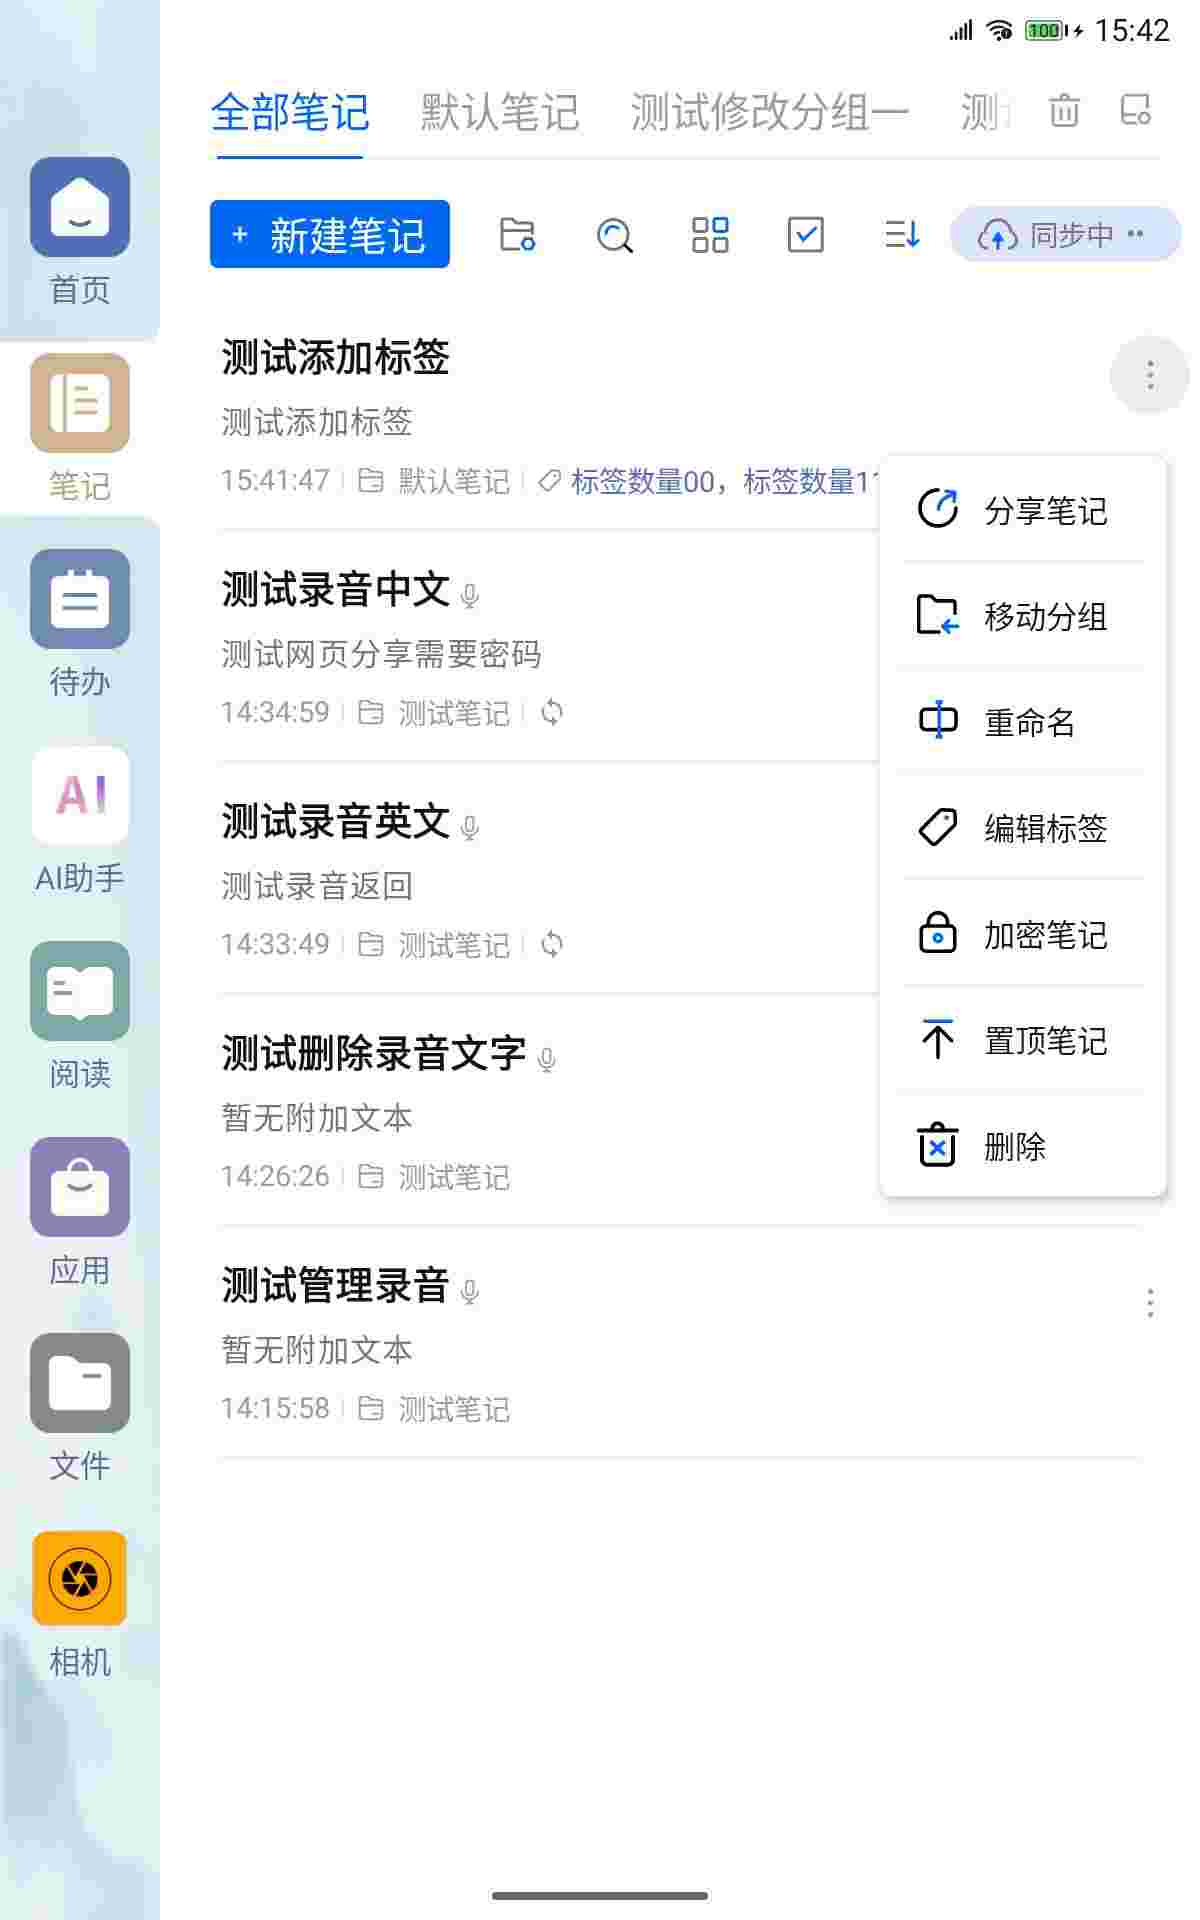 100 15:42
全部笔记 默认笔记 测试修改分组一 测
+ 新建笔记 同步中
首页
笔记
待办
AI
AI助手
阅读
应用
文件
相机
测试添加标签
测试添加标签
15:41:47 默认笔记 标签数量00，标签数量1
测试录音中文
测试网页分享需要密码
14:34:59 测试笔记
测试录音英文
测试录音返回
14:33:49 测试笔记
测试删除录音文字
暂无附加文本
14:26:26 测试笔记
测试管理录音
暂无附加文本
14:15:58 测试笔记
分享笔记
移动分组
重命名
编辑标签
加密笔记
置顶笔记
删除